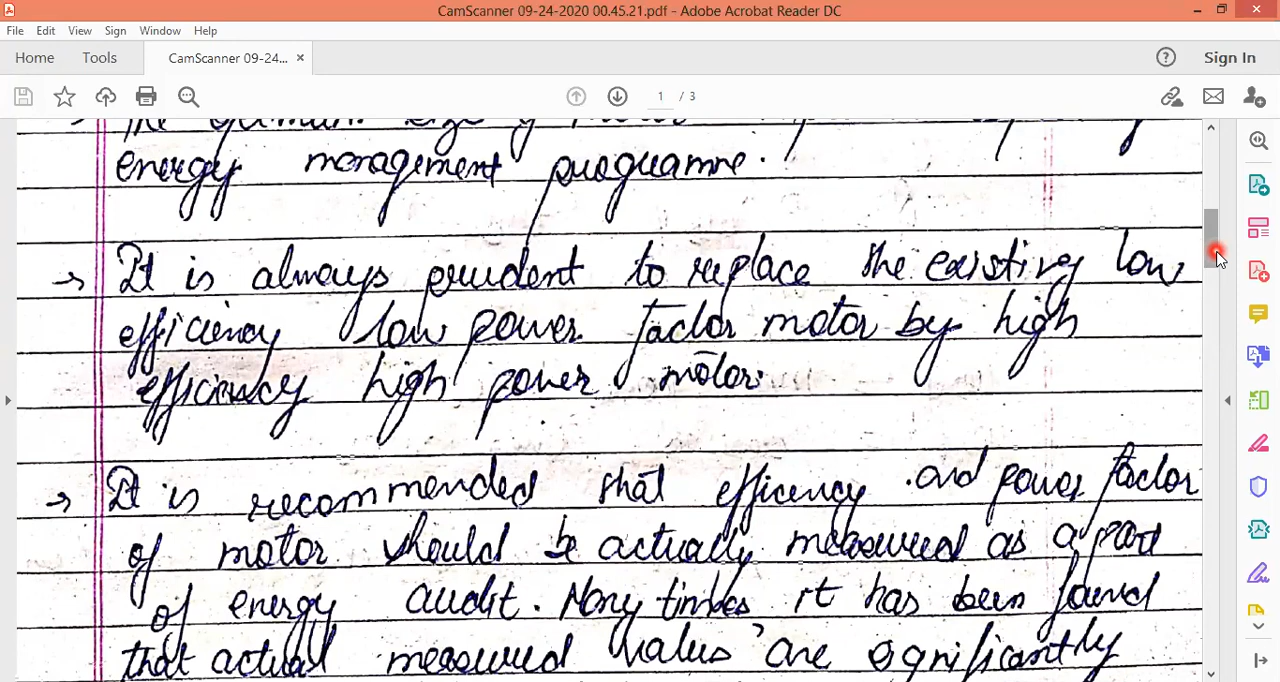 CamScanner 09-24-2020 00.45.21.pdf - Adobe Acrobat Reader DC
File Edit View Sign Window Help
Home Tools CamScanner 09-24... × Sign In
1 / 3
The
energy management programme.
→ It is always prudent to replace the existing low
efficiency low power factor motor by high
efficiency high power motor.
→ It is recommended that efficency and power factor
of motor should be actually measured as a part
of energy audit. Many times it has been found
that actual measured values are significantly